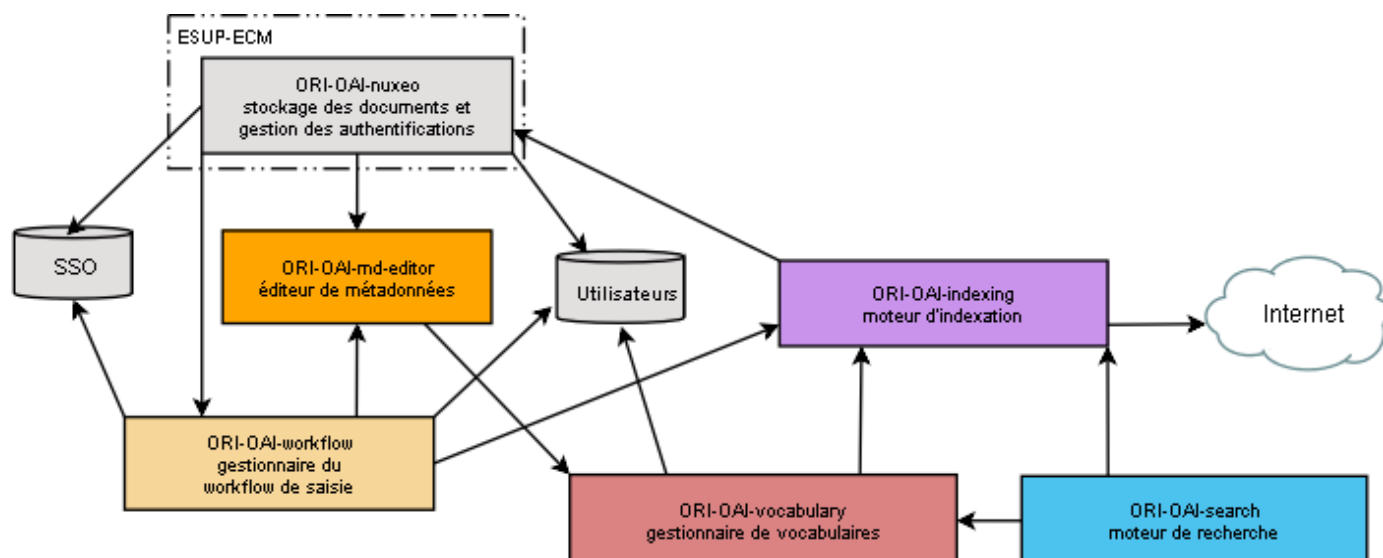 ESUP-ECM
ORI-OAI-nuxeo
stockage des documents et
gestion des authentifications
SSO
ORI-OAI-md-editor
éditeur de métadonnées
Utilisateurs
ORI-OAI-indexing
moteur d'indexation
Internet
ORI-OAI-workflow
gestionnaire du
workflow de saisie
ORI-OAI-vocabulary
gestionnaire de vocabulaires
ORI-OAI-search
moteur de recherche